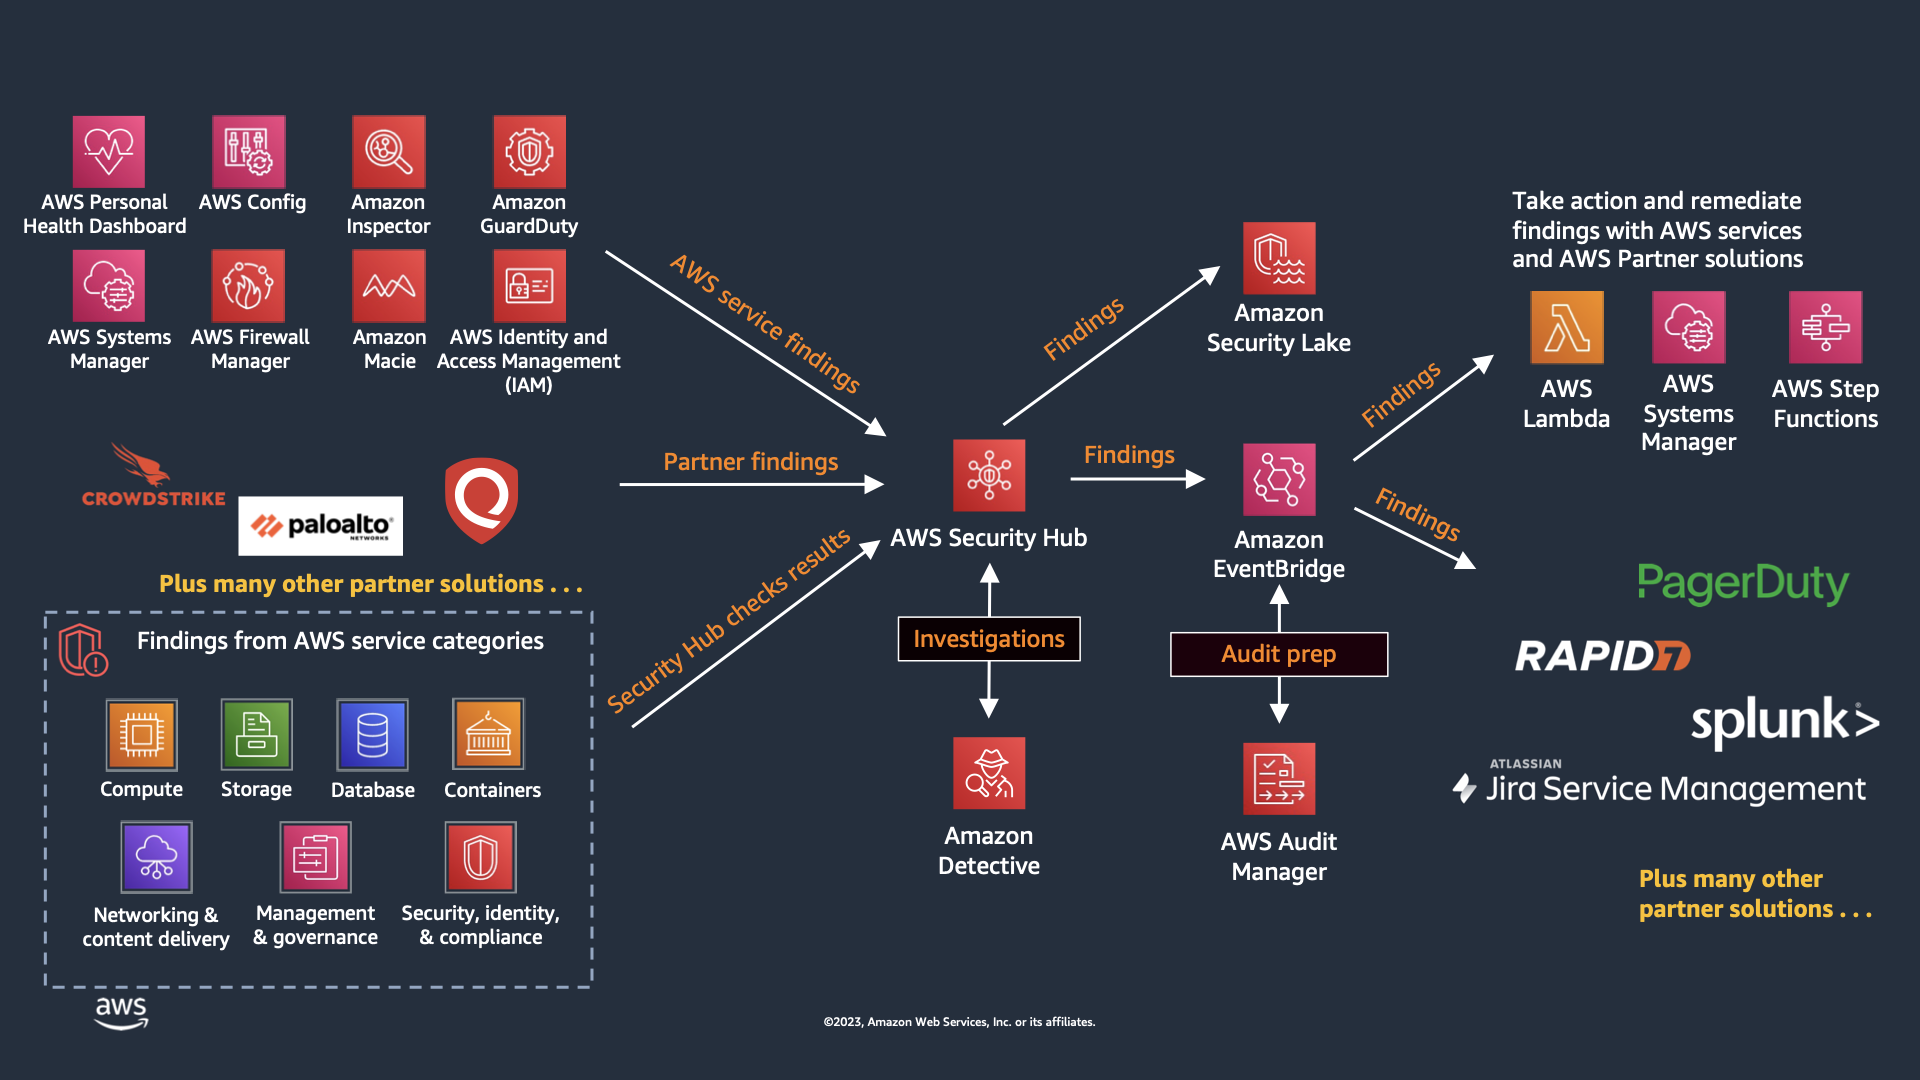 AWS Personal
Health Dashboard
AWS Config
Amazon
Inspector
Amazon
GuardDuty
AWS Systems
Manager
AWS Firewall
Manager
Amazon
Macie
AWS Identity and
Access Management
(IAM)
CROWDSTRIKE
paloalto®
NETWORKS
Plus many other partner solutions . . .
Findings from AWS service categories
Compute
Storage
Database
Containers
Networking &
content delivery
Management
& governance
Security, identity,
& compliance
aws
AWS service findings
Partner findings
Security Hub checks results
AWS Security Hub
Investigations
Amazon
Detective
Findings
Amazon
Security Lake
Findings
Amazon
EventBridge
Audit prep
AWS Audit
Manager
Findings
Findings
Take action and remediate
findings with AWS services
and AWS Partner solutions
AWS
Lambda
AWS
Systems
Manager
AWS Step
Functions
PagerDuty
RAPID7
splunk®>
ATLASSIAN
Jira Service Management
Plus many other
partner solutions . . .
©2023, Amazon Web Services, Inc. or its affiliates.